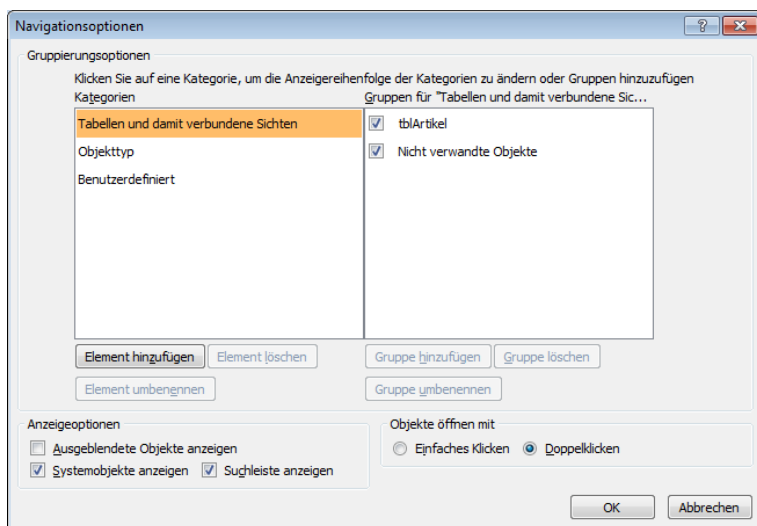 Navigationsoptionen
Gruppierungsoptionen
Klicken Sie auf eine Kategorie, um die Anzeigereihenfolge der Kategorien zu ändern oder Gruppen hinzuzufügen
Kategorien
Gruppen für "Tabellen und damit verbundene Sic...
Tabellen und damit verbundene Sichten
tblArtikel
Objekttyp
Nicht verwandte Objekte
Benutzerdefiniert
Element hinzufügen
Element löschen
Gruppe hinzufügen
Gruppe löschen
Element umbenennen
Gruppe umbenennen
Anzeigeoptionen
Objekte öffnen mit
Ausgeblendete Objekte anzeigen
Einfaches Klicken
Doppelklicken
Systemobjekte anzeigen
Suchleiste anzeigen
OK
Abbrechen